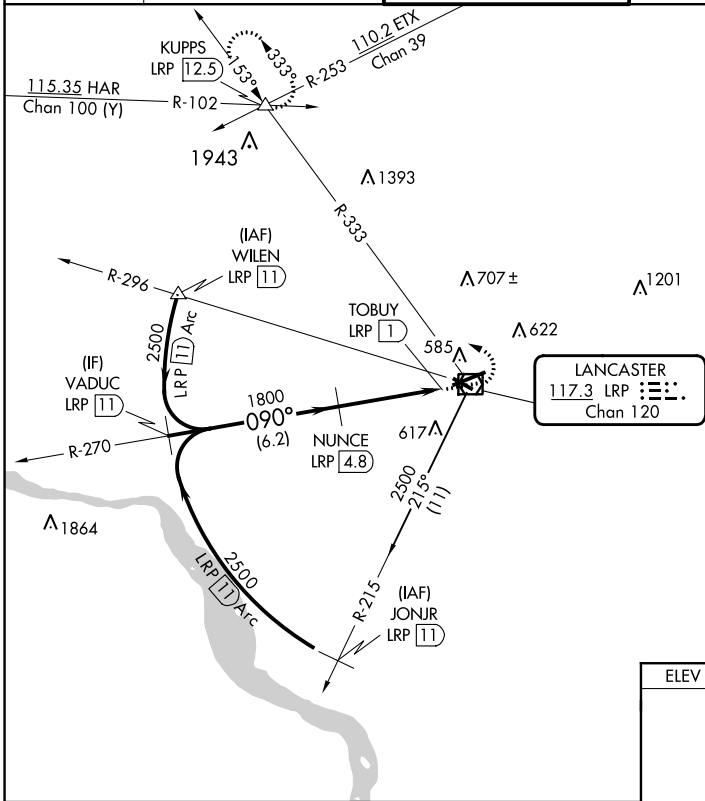 KUPPS
LRP 12.5
153°
333°
110.2 ETX
R-253 Chan 39
115.35 HAR
Chan 100 (Y)
R-102
1943
1393
R-333
(IAF)
WILEN
LRP 11
R-296
707 ±
1201
TOBUY
LRP 1
622
585
2500
LRP 11 Arc
(IF)
VADUC
LRP 11
LANCASTER
117.3 LRP
Chan 120
1800
090°
(6.2)
R-270
NUNCE
LRP 4.8
617
2500
215°
(11)
1864
2500
LRP 11 Arc
R-215
(IAF)
JONJR
LRP 11
ELEV